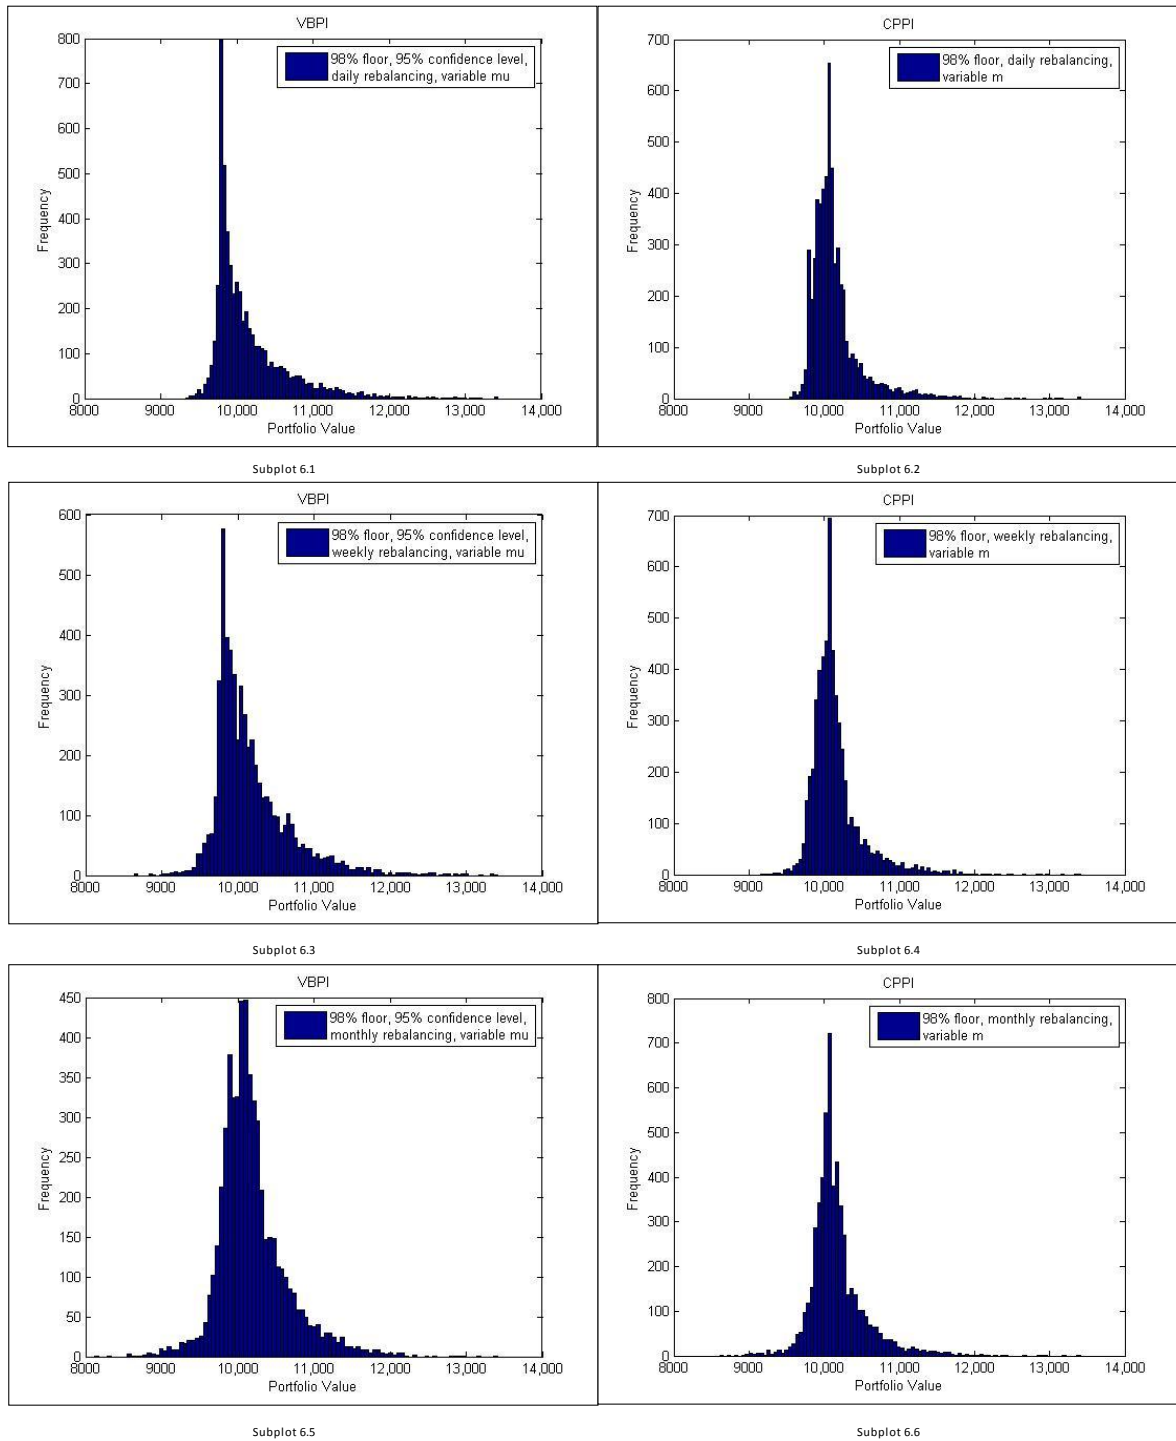 VBPI
98% floor, 95% confidence level,
daily rebalancing, variable mu
800
700
600
500
400
300
200
100
0
Frequency
8000 9000 10,000 11,000 12,000 13,000 14,000
Portfolio Value
Subplot 6.1
CPPI
98% floor, daily rebalancing,
variable m
700
600
500
400
300
200
100
0
Frequency
8000 9000 10,000 11,000 12,000 13,000 14,000
Portfolio Value
Subplot 6.2
VBPI
98% floor, 95% confidence level,
weekly rebalancing, variable mu
600
500
400
300
200
100
0
Frequency
8000 9000 10,000 11,000 12,000 13,000 14,000
Portfolio Value
Subplot 6.3
CPPI
98% floor, weekly rebalancing,
variable m
700
600
500
400
300
200
100
0
Frequency
8000 9000 10,000 11,000 12,000 13,000 14,000
Portfolio Value
Subplot 6.4
VBPI
98% floor, 95% confidence level,
monthly rebalancing, variable mu
450
400
350
300
250
200
150
100
50
0
Frequency
8000 9000 10,000 11,000 12,000 13,000 14,000
Portfolio Value
Subplot 6.5
CPPI
98% floor, monthly rebalancing,
variable m
800
700
600
500
400
300
200
100
0
Frequency
8000 9000 10,000 11,000 12,000 13,000 14,000
Portfolio Value
Subplot 6.6